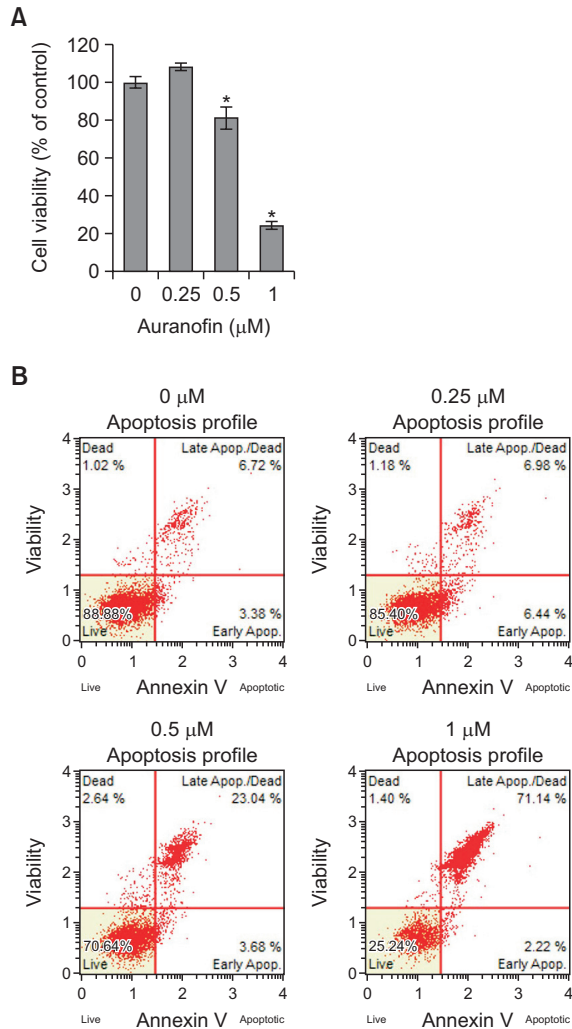 A
120
100
80
60
40
20
0
Cell viability (% of control)
*
*
0 0.25 0.5 1
Auranofin (μM)
B
0 μM
Apoptosis profile
4
3
2
1
0
Viability
Dead
1.02 %
Late Apop./Dead
6.72 %
88.88%
Live
3.38 %
Early Apop.
0 1 2 3 4
Live Annexin V Apoptotic
0.25 μM
Apoptosis profile
4
3
2
1
0
Viability
Dead
1.18 %
Late Apop./Dead
6.98 %
85.40%
Live
6.44 %
Early Apop.
0 1 2 3 4
Live Annexin V Apoptotic
0.5 μM
Apoptosis profile
4
3
2
1
0
Viability
Dead
2.64 %
Late Apop./Dead
23.04 %
70.64%
Live
3.68 %
Early Apop.
0 1 2 3 4
Live Annexin V Apoptotic
1 μM
Apoptosis profile
4
3
2
1
0
Viability
Dead
1.40 %
Late Apop./Dead
71.14 %
25.24%
Live
2.22 %
Early Apop.
0 1 2 3 4
Live Annexin V Apoptotic